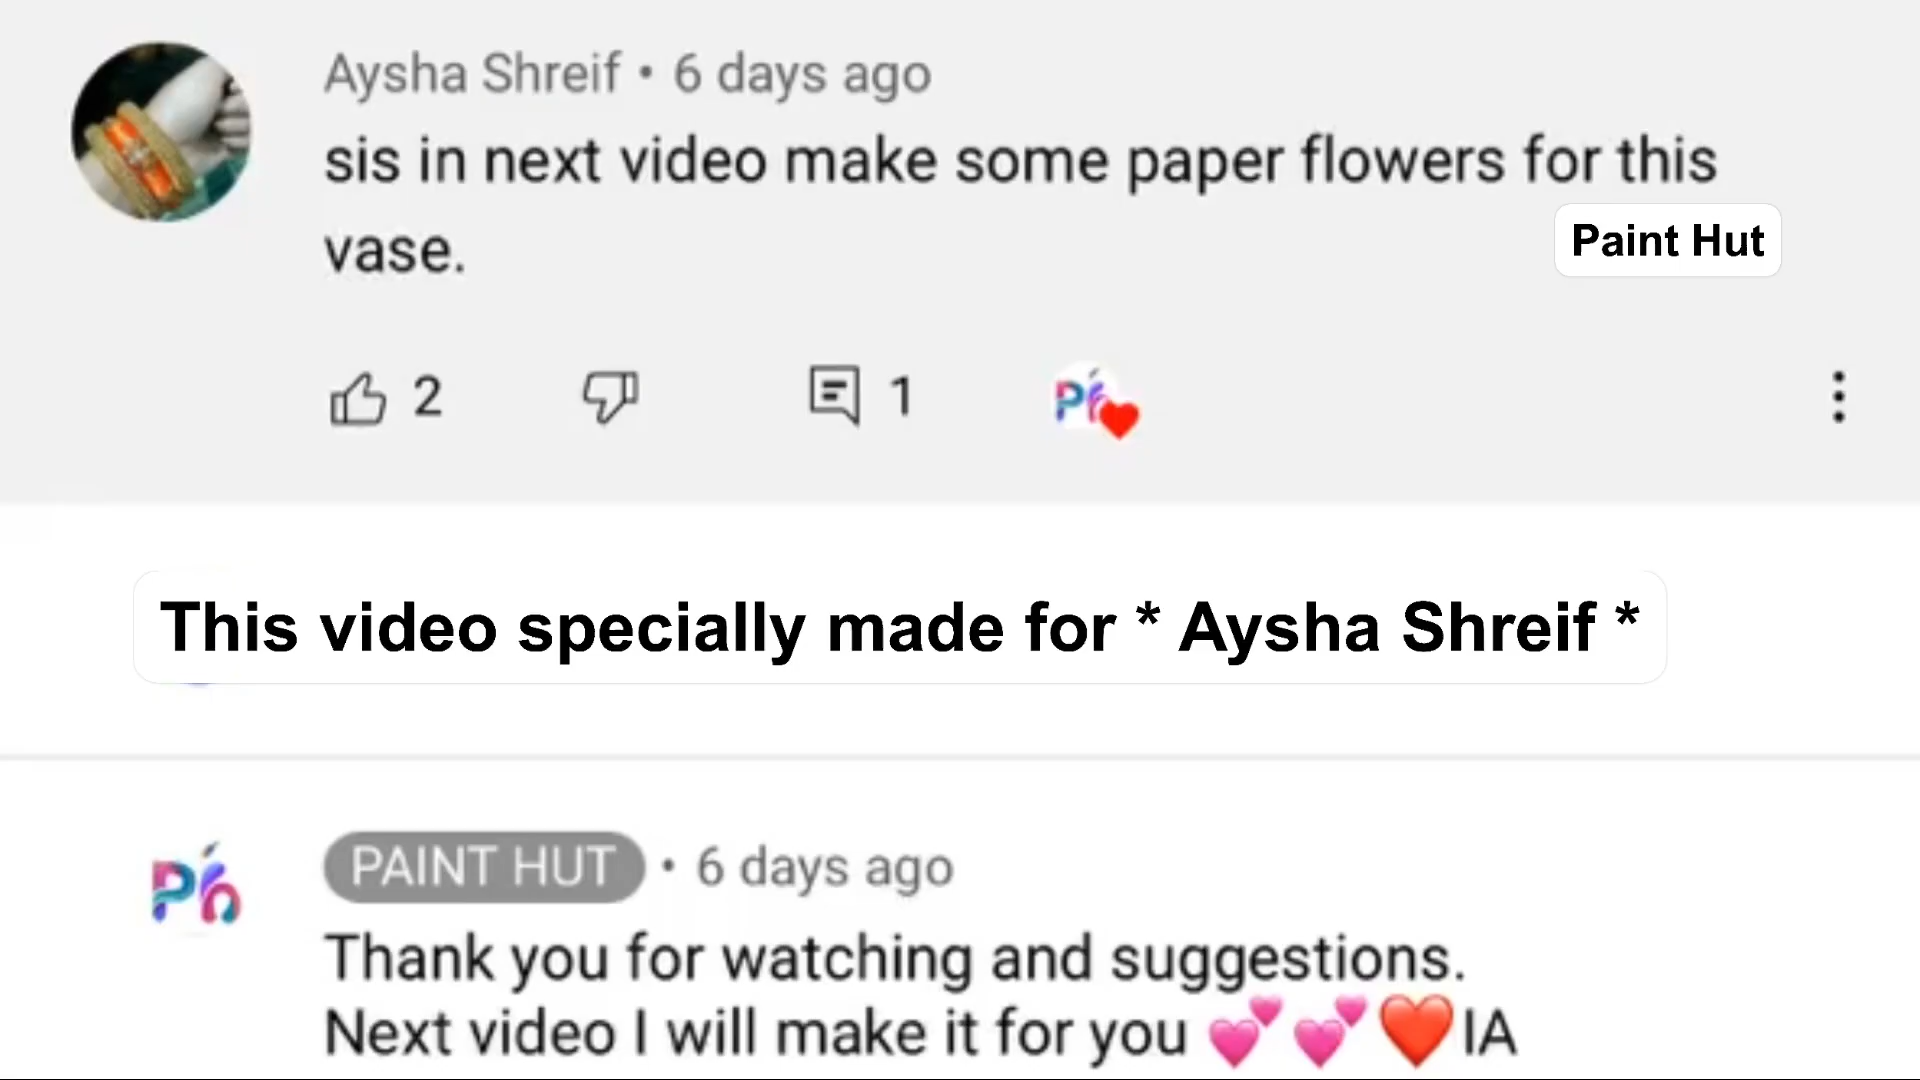 Aysha Shreif • 6 days ago
sis in next video make some paper flowers for this
vase.
Paint Hut
2
1
Ph
This video specially made for * Aysha Shreif *
Ph
PAINT HUT • 6 days ago
Thank you for watching and suggestions.
Next video I will make it for you 💕 💕 ❤️ IA